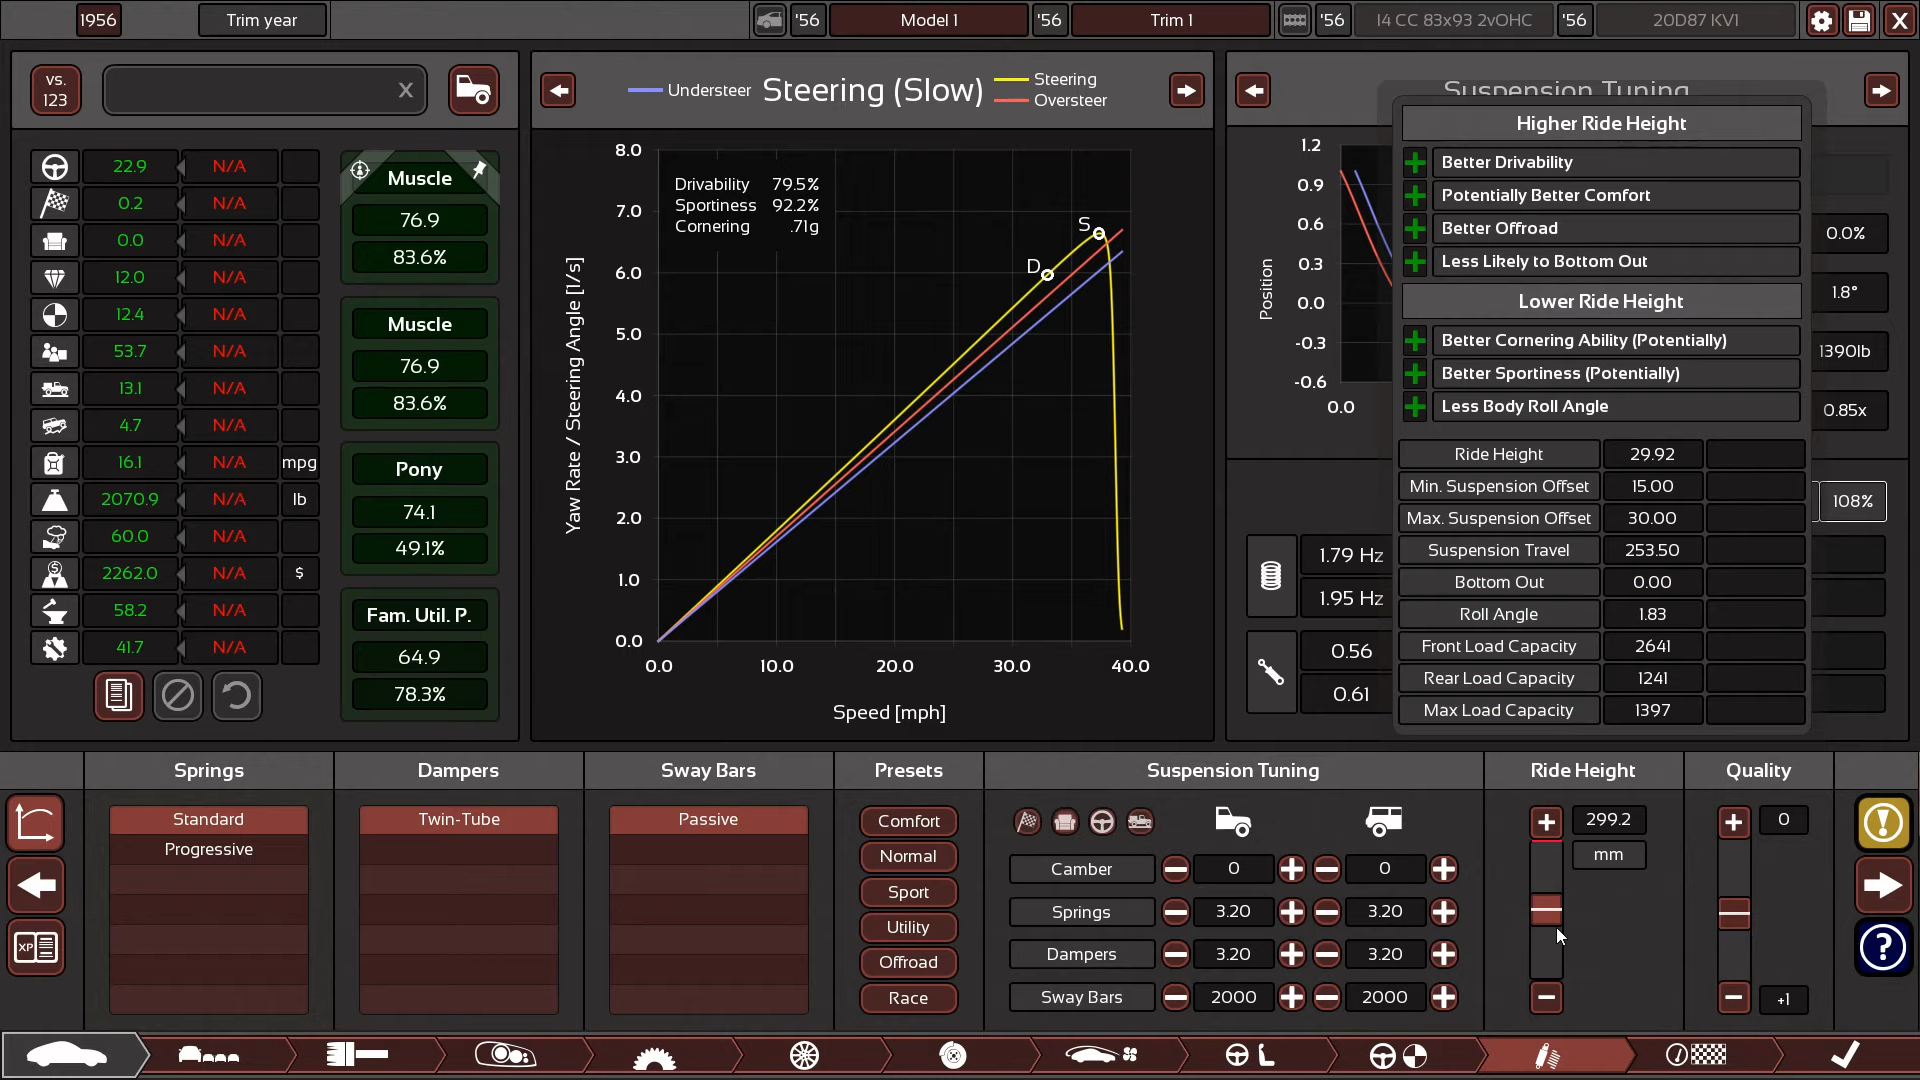 1956
Trim year
'56
Model 1
'56
Trim 1
'56
I4 CC 83x93 2vOHC
'56
20D87 KV1
X
vs.
123
X
22.9 N/A
0.2 N/A
0.0 N/A
12.0 N/A
12.4 N/A
53.7 N/A
13.1 N/A
4.7 N/A
16.1 N/A mpg
2070.9 N/A lb
60.0 N/A
2262.0 N/A $
58.2 N/A
41.7 N/A
Muscle
76.9
83.6%
Muscle
76.9
83.6%
Pony
74.1
49.1%
Fam. Util. P.
64.9
78.3%
Understeer
Steering (Slow)
Steering
Oversteer
Drivability 79.5%
Sportiness 92.2%
Cornering .71g
S
D
8.0
7.0
6.0
5.0
4.0
3.0
2.0
1.0
0.0
0.0 10.0 20.0 30.0 40.0
Yaw Rate / Steering Angle [1/s]
Speed [mph]
Suspension Tuning
1.2
0.9
0.6
0.3
0.0
-0.3
-0.6
0.0
Position
0.0%
1.8°
1390lb
0.85x
108%
1.79 Hz
1.95 Hz
0.56
0.61
Higher Ride Height
Better Drivability
Potentially Better Comfort
Better Offroad
Less Likely to Bottom Out
Lower Ride Height
Better Cornering Ability (Potentially)
Better Sportiness (Potentially)
Less Body Roll Angle
Ride Height 29.92
Min. Suspension Offset 15.00
Max. Suspension Offset 30.00
Suspension Travel 253.50
Bottom Out 0.00
Roll Angle 1.83
Front Load Capacity 2641
Rear Load Capacity 1241
Max Load Capacity 1397
Springs
Standard
Progressive
Dampers
Twin-Tube
Sway Bars
Passive
Presets
Comfort
Normal
Sport
Utility
Offroad
Race
Suspension Tuning
Camber 0 0
Springs 3.20 3.20
Dampers 3.20 3.20
Sway Bars 2000 2000
Ride Height
299.2
mm
Quality
0
+1
XP
!
?